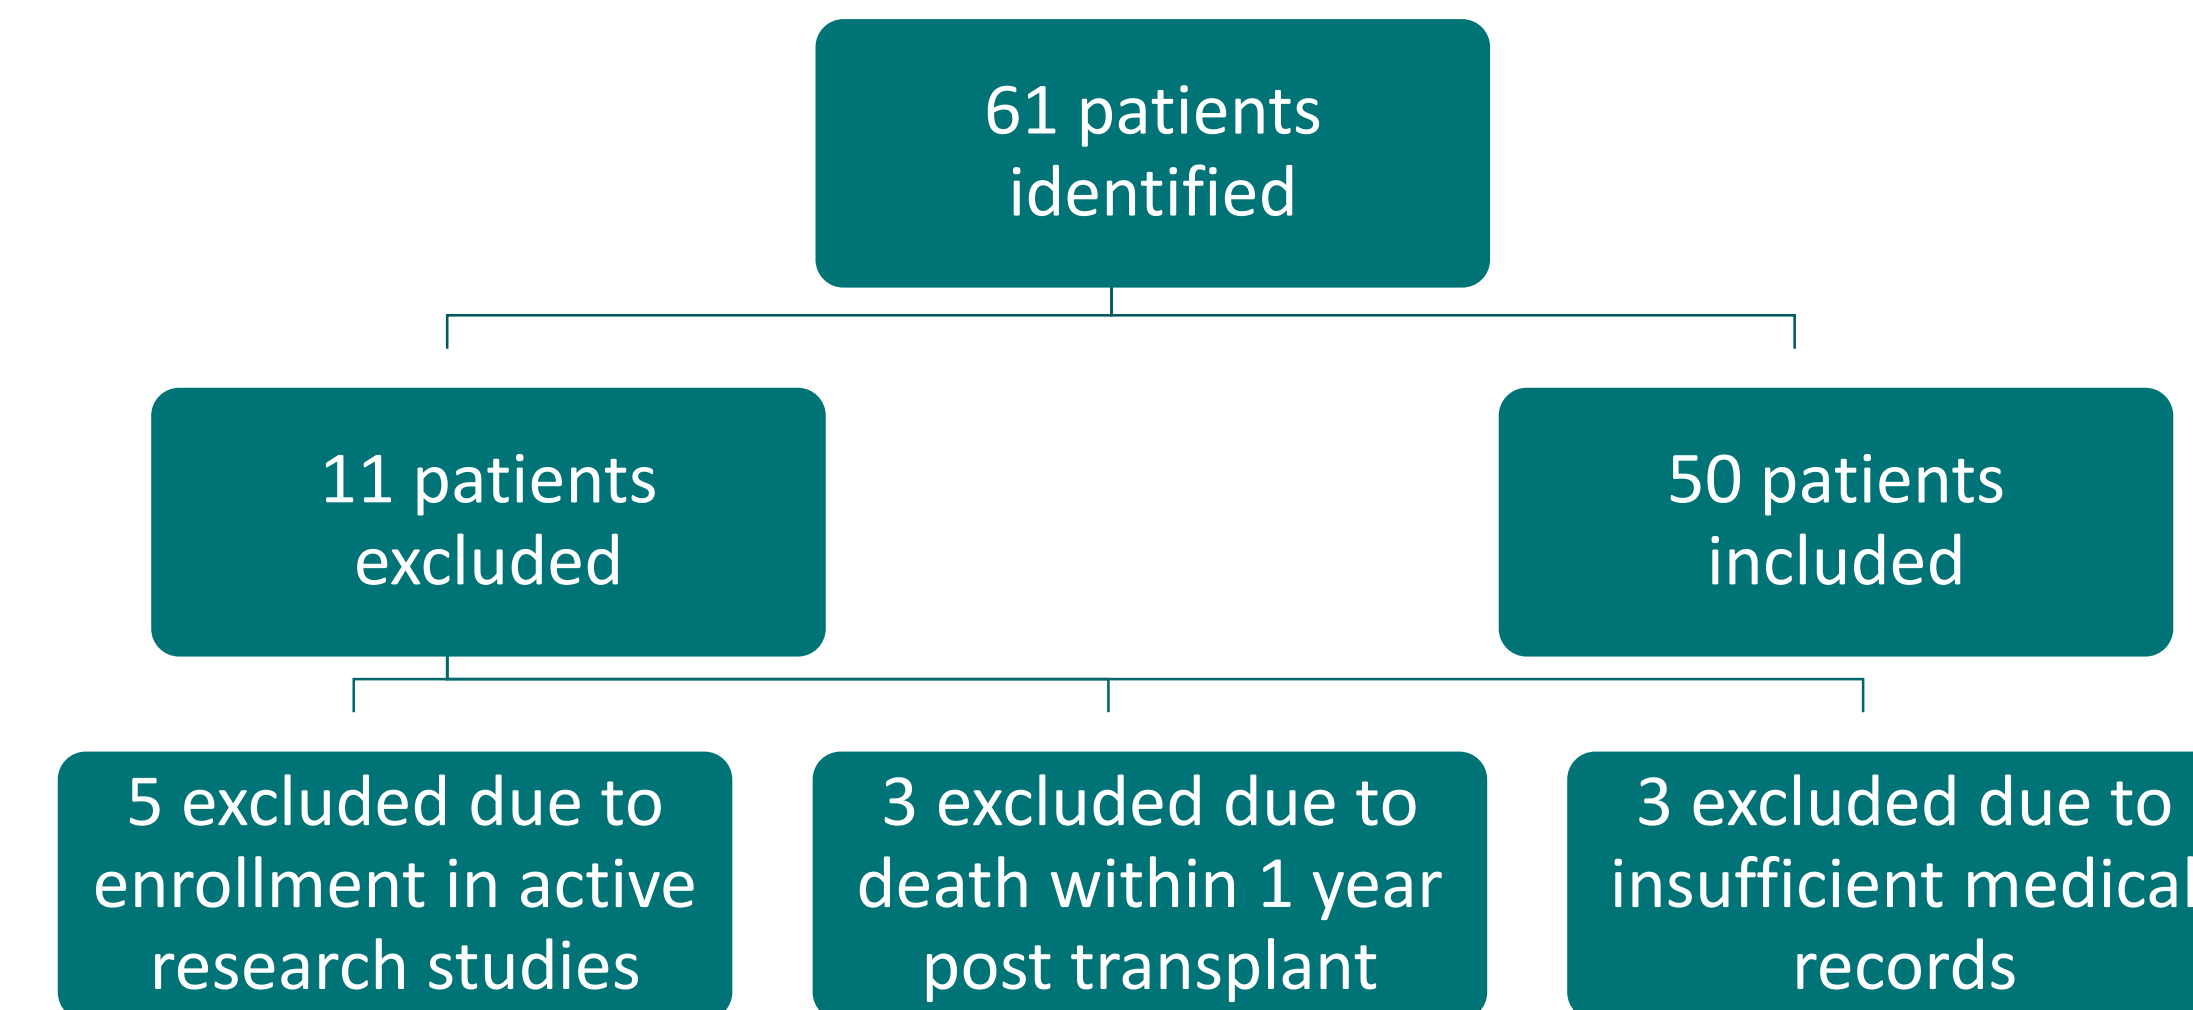 61 patients
identified
11 patients
excluded
50 patients
included
5 excluded due to
enrollment in active
research studies
3 excluded due to
death within 1 year
post transplant
3 excluded due to
insufficient medical
records